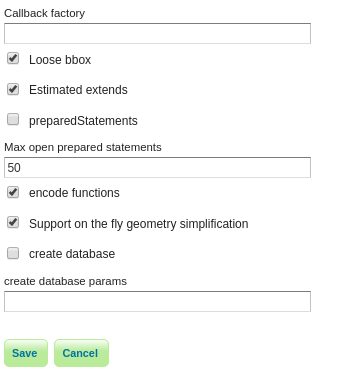 Callback factory
Loose bbox
Estimated extends
preparedStatements
Max open prepared statements
50
encode functions
Support on the fly geometry simplification
create database
create database params
Save Cancel